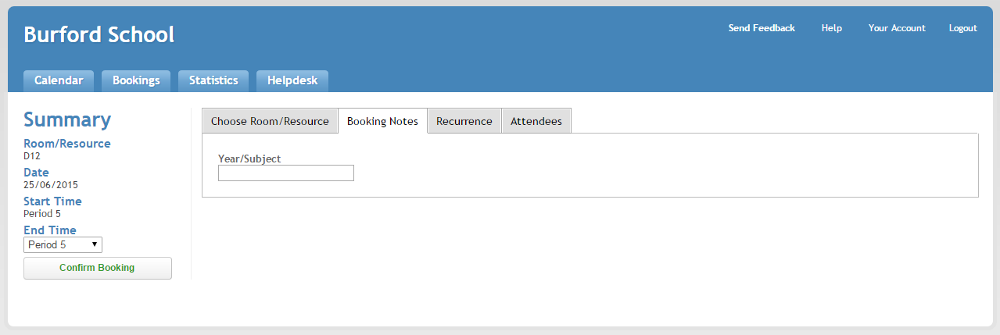 Burford School
Send Feedback Help Your Account Logout
Calendar Bookings Statistics Helpdesk
Summary
Room/Resource
D12
Date
25/06/2015
Start Time
Period 5
End Time
Period 5
Confirm Booking
Choose Room/Resource Booking Notes Recurrence Attendees
Year/Subject